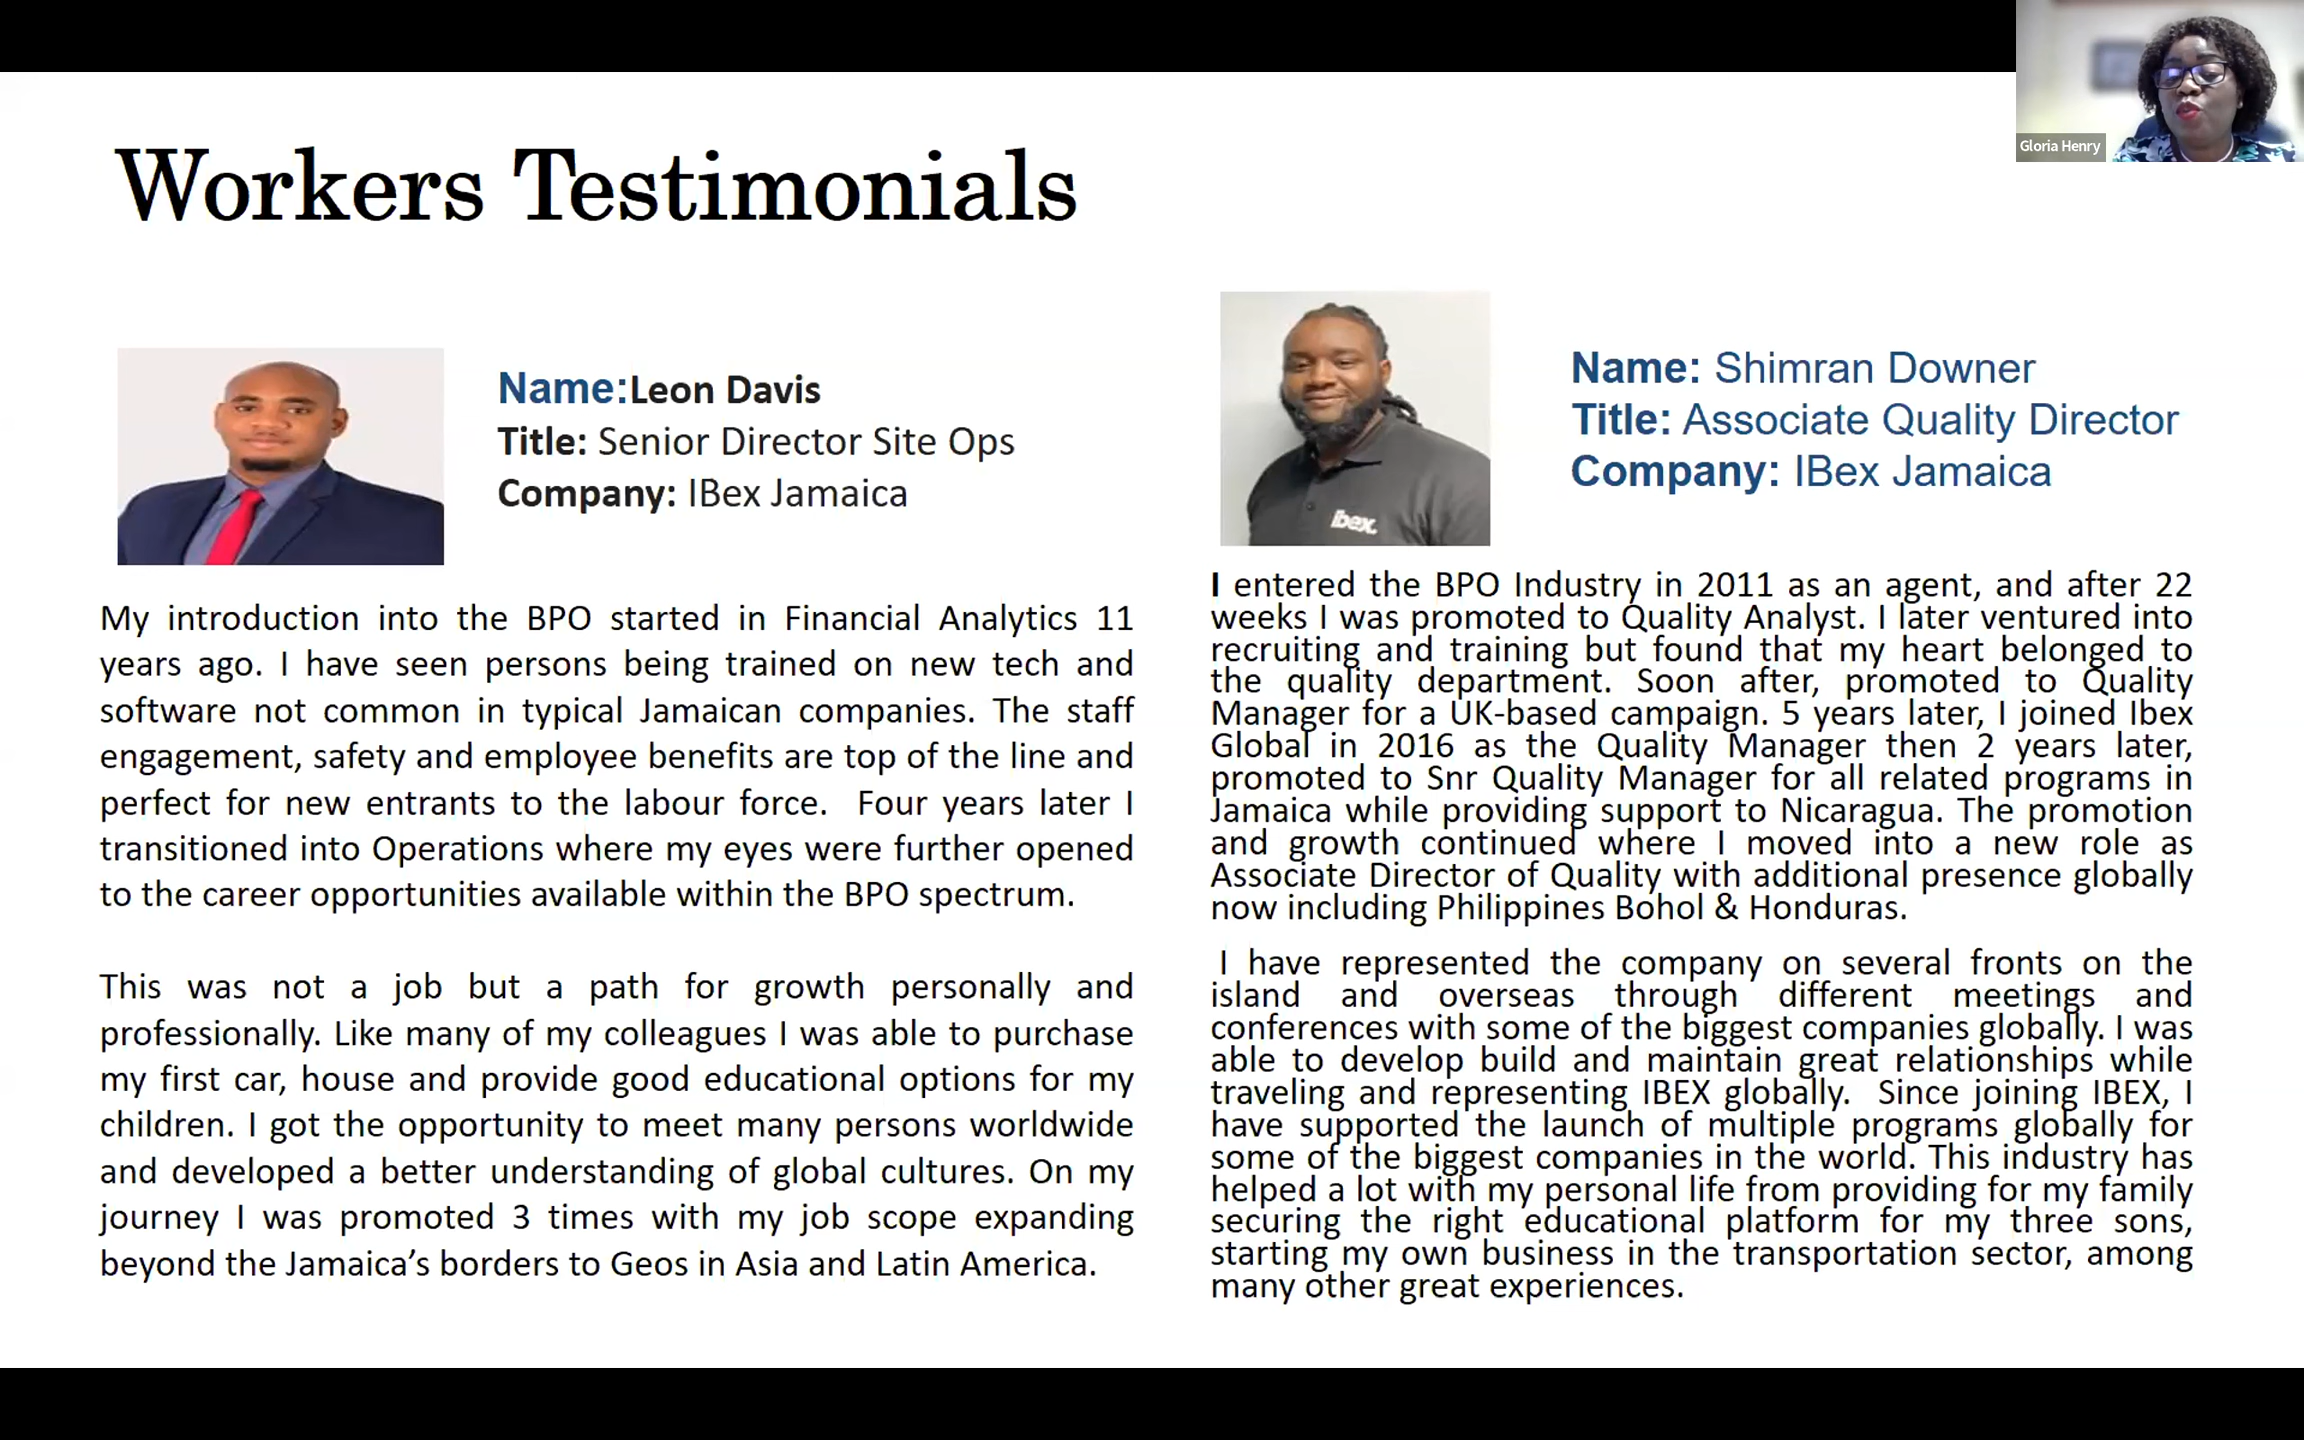 Gloria Henry
Workers Testimonials
Name:Leon Davis
Title: Senior Director Site Ops
Company: IBex Jamaica
My introduction into the BPO started in Financial Analytics 11
years ago. I have seen persons being trained on new tech and
software not common in typical Jamaican companies. The staff
engagement, safety and employee benefits are top of the line and
perfect for new entrants to the labour force. Four years later I
transitioned into Operations where my eyes were further opened
to the career opportunities available within the BPO spectrum.
This was not a job but a path for growth personally and
professionally. Like many of my colleagues I was able to purchase
my first car, house and provide good educational options for my
children. I got the opportunity to meet many persons worldwide
and developed a better understanding of global cultures. On my
journey I was promoted 3 times with my job scope expanding
beyond the Jamaica’s borders to Geos in Asia and Latin America.
ibex.
Name: Shimran Downer
Title: Associate Quality Director
Company: IBex Jamaica
I entered the BPO Industry in 2011 as an agent, and after 22
weeks I was promoted to Quality Analyst. I later ventured into
recruiting and training but found that my heart belonged to
the quality department. Soon after, promoted to Quality
Manager for a UK-based campaign. 5 years later, I joined Ibex
Global in 2016 as the Quality Manager then 2 years later,
promoted to Snr Quality Manager for all related programs in
Jamaica while providing support to Nicaragua. The promotion
and growth continued where I moved into a new role as
Associate Director of Quality with additional presence globally
now including Philippines Bohol & Honduras.
I have represented the company on several fronts on the
island and overseas through different meetings and
conferences with some of the biggest companies globally. I was
able to develop build and maintain great relationships while
traveling and representing IBEX globally. Since joining IBEX, I
have supported the launch of multiple programs globally for
some of the biggest companies in the world. This industry has
helped a lot with my personal life from providing for my family
securing the right educational platform for my three sons,
starting my own business in the transportation sector, among
many other great experiences.